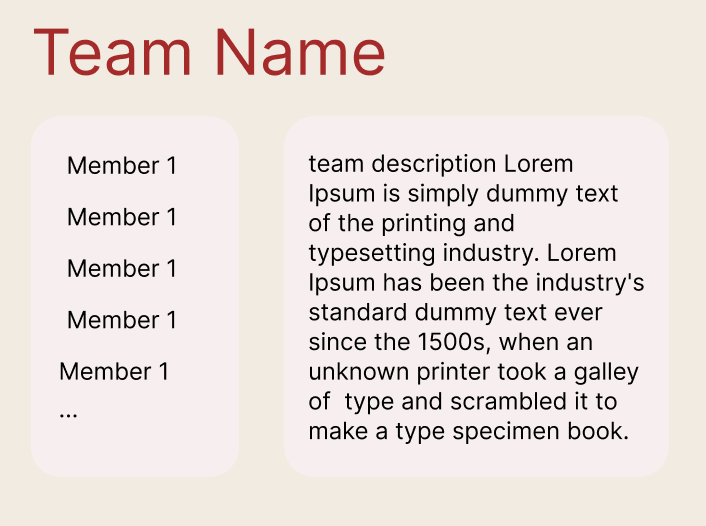 Team Name
Member 1
Member 1
Member 1
Member 1
Member 1
...
team description Lorem
Ipsum is simply dummy text
of the printing and
typesetting industry. Lorem
Ipsum has been the industry's
standard dummy text ever
since the 1500s, when an
unknown printer took a galley
of  type and scrambled it to
make a type specimen book.